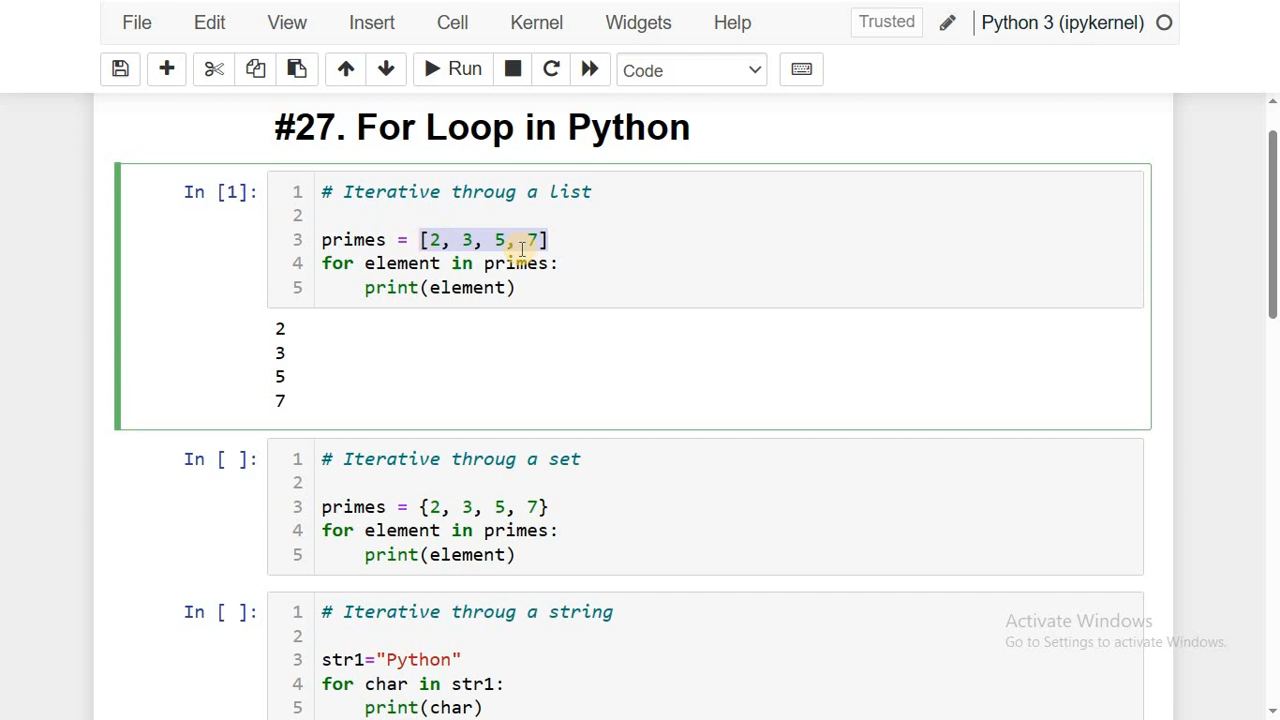 File Edit View Insert Cell Kernel Widgets Help Trusted Python 3 (ipykernel)
Run Code
#27. For Loop in Python
In [1]: 1 # Iterative throug a list
2
3 primes = [2, 3, 5, 7]
4 for element in primes:
5 print(element)
2
3
5
7
In [ ]: 1 # Iterative throug a set
2
3 primes = {2, 3, 5, 7}
4 for element in primes:
5 print(element)
In [ ]: 1 # Iterative throug a string
2
3 str1="Python"
4 for char in str1:
5 print(char)
Activate Windows
Go to Settings to activate Windows.